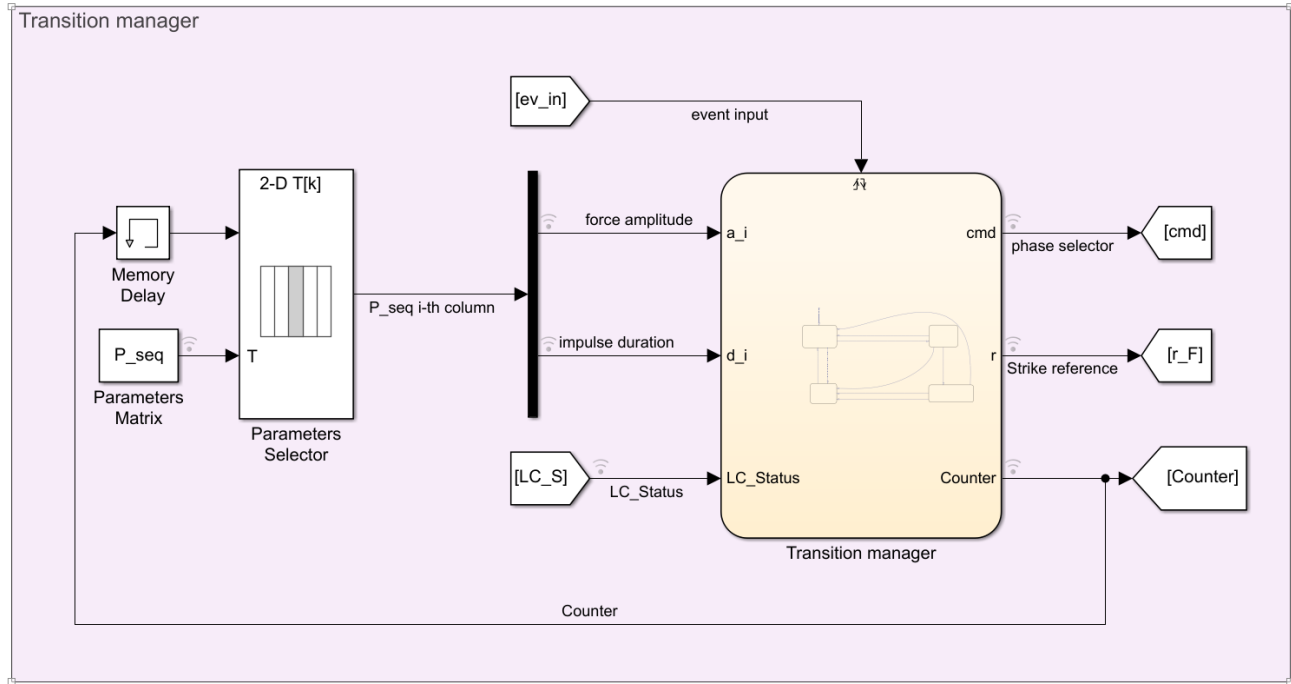 Transition manager
[ev_in]
event input
2-D T[k]
force amplitude
a_i
cmd
phase selector
[cmd]
Memory
Delay
P_seq i-th column
P_seq
T
impulse duration
d_i
r
Strike reference
[r_F]
Parameters
Matrix
Parameters
Selector
[LC_S]
LC_Status
LC_Status
Counter
[Counter]
Transition manager
Counter